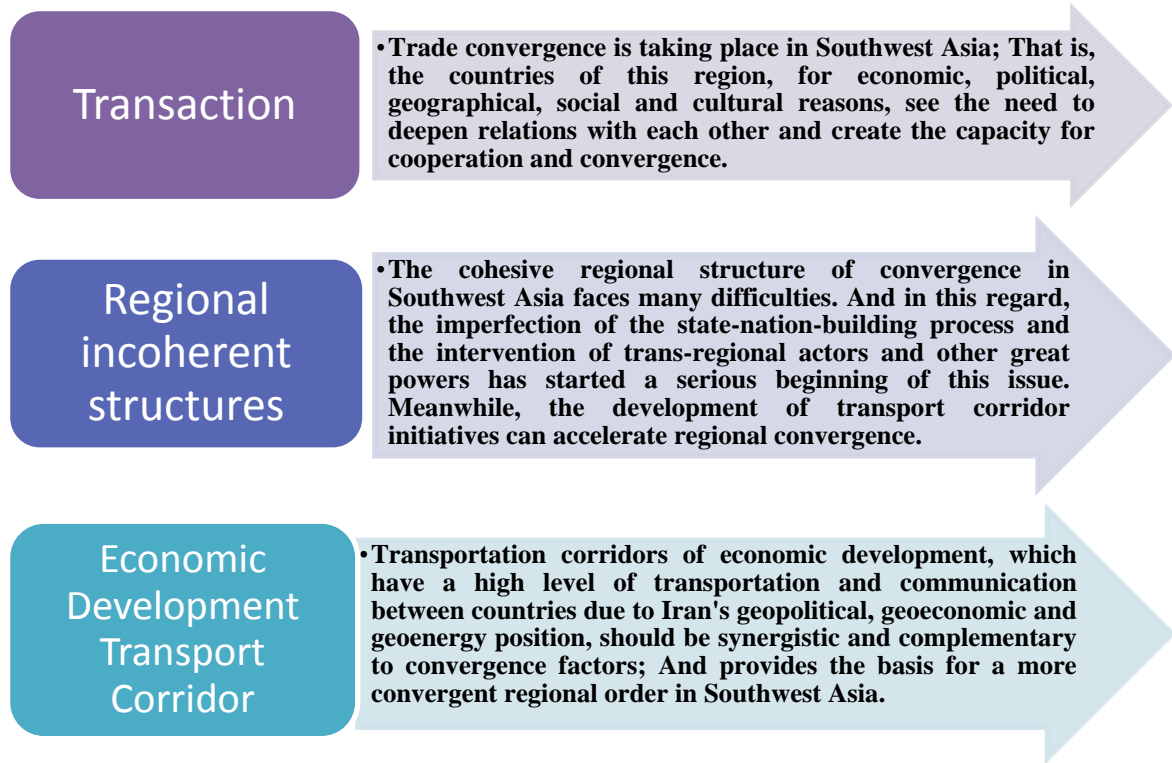 Transaction
•Trade convergence is taking place in Southwest Asia; That is,
the countries of this region, for economic, political,
geographical, social and cultural reasons, see the need to
deepen relations with each other and create the capacity for
cooperation and convergence.
Regional
incoherent
structures
•The cohesive regional structure of convergence in
Southwest Asia faces many difficulties. And in this regard,
the imperfection of the state-nation-building process and
the intervention of trans-regional actors and other great
powers has started a serious beginning of this issue.
Meanwhile, the development of transport corridor
initiatives can accelerate regional convergence.
Economic
Development
Transport
Corridor
•Transportation corridors of economic development, which
have a high level of transportation and communication
between countries due to Iran's geopolitical, geoeconomic and
geoenergy position, should be synergistic and complementary
to convergence factors; And provides the basis for a more
convergent regional order in Southwest Asia.